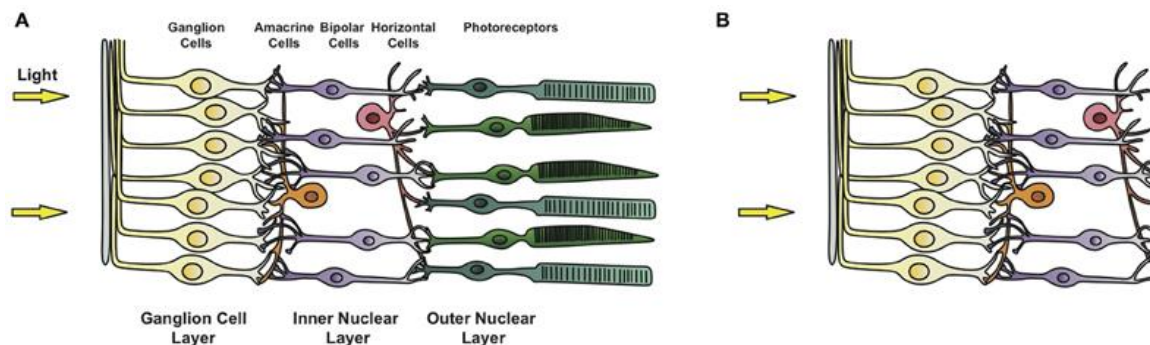 A
Ganglion Cells
Amacrine Cells
Bipolar Cells
Horizontal Cells
Photoreceptors
Light
Ganglion Cell Layer
Inner Nuclear Layer
Outer Nuclear Layer
B